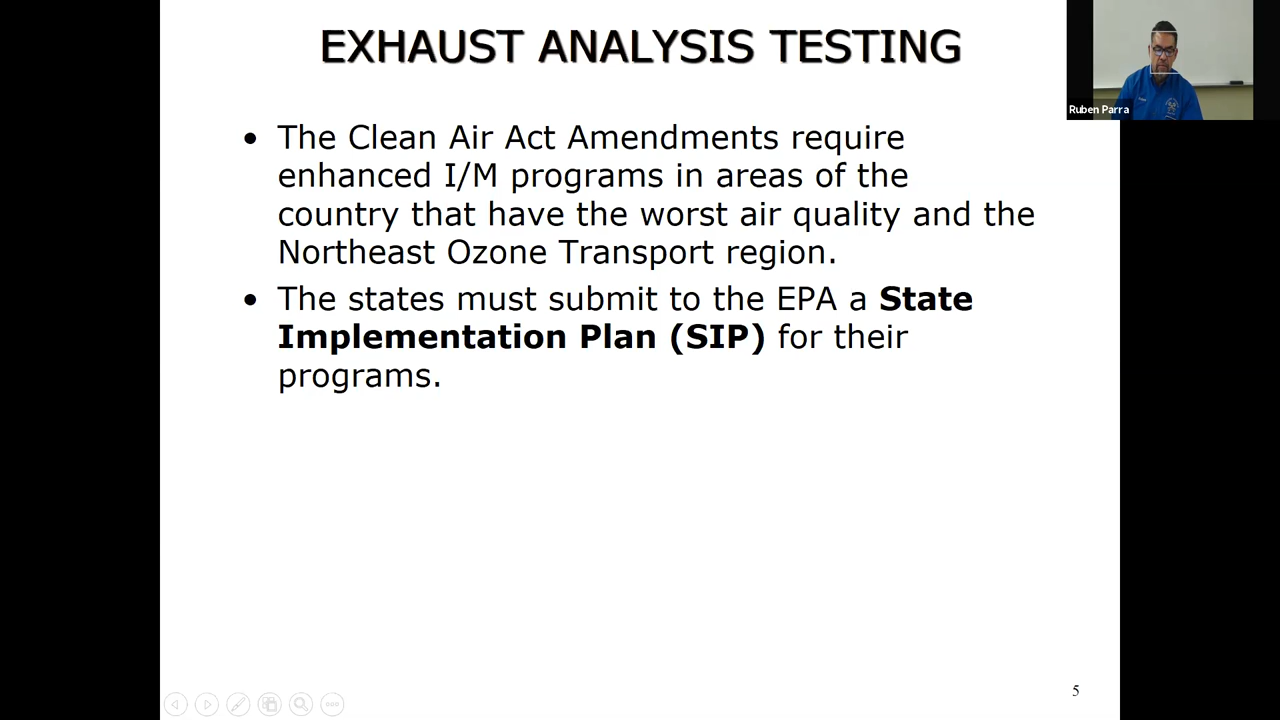 EXHAUST ANALYSIS TESTING
Ruben Parra
• The Clean Air Act Amendments require
enhanced I/M programs in areas of the
country that have the worst air quality and the
Northeast Ozone Transport region.
• The states must submit to the EPA a State
Implementation Plan (SIP) for their
programs.
5